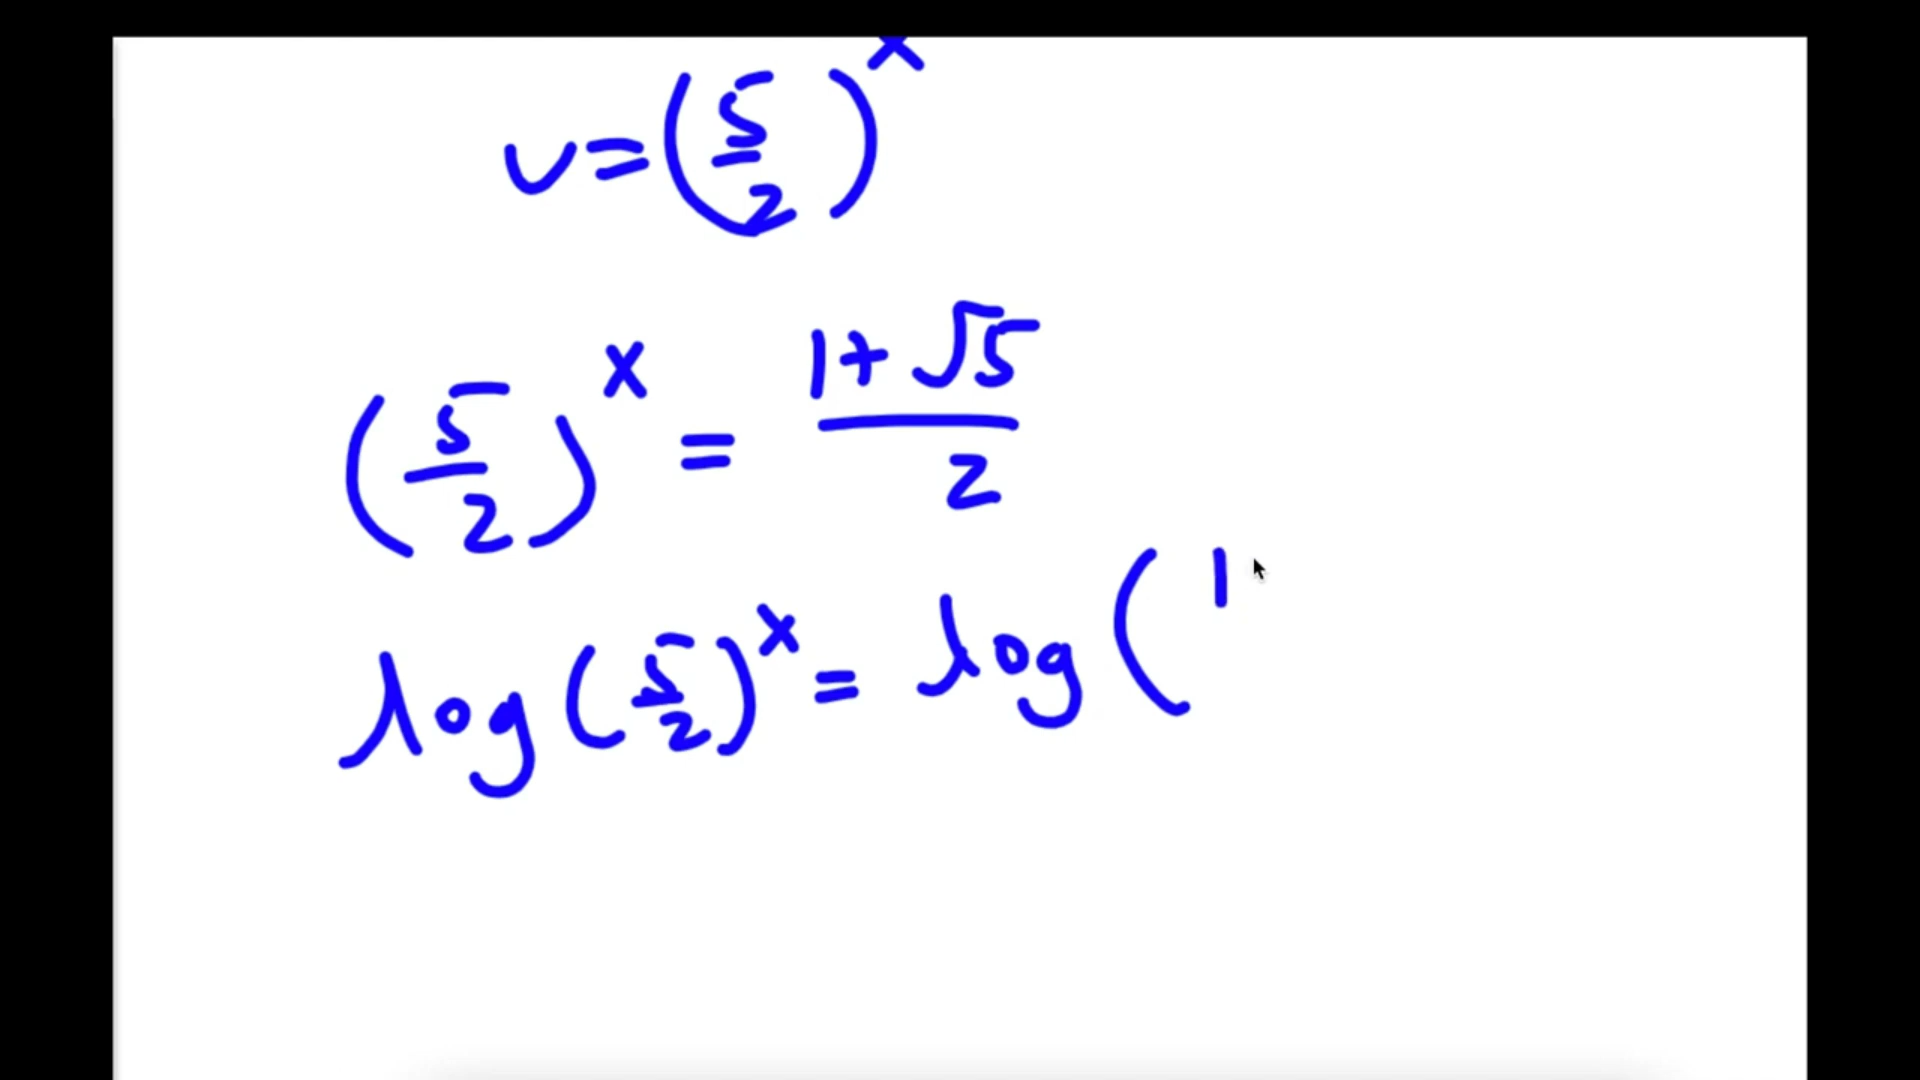 u=(5/2)^x
(5/2)^x = (1+√5)/2
log(5/2)^x = log(1